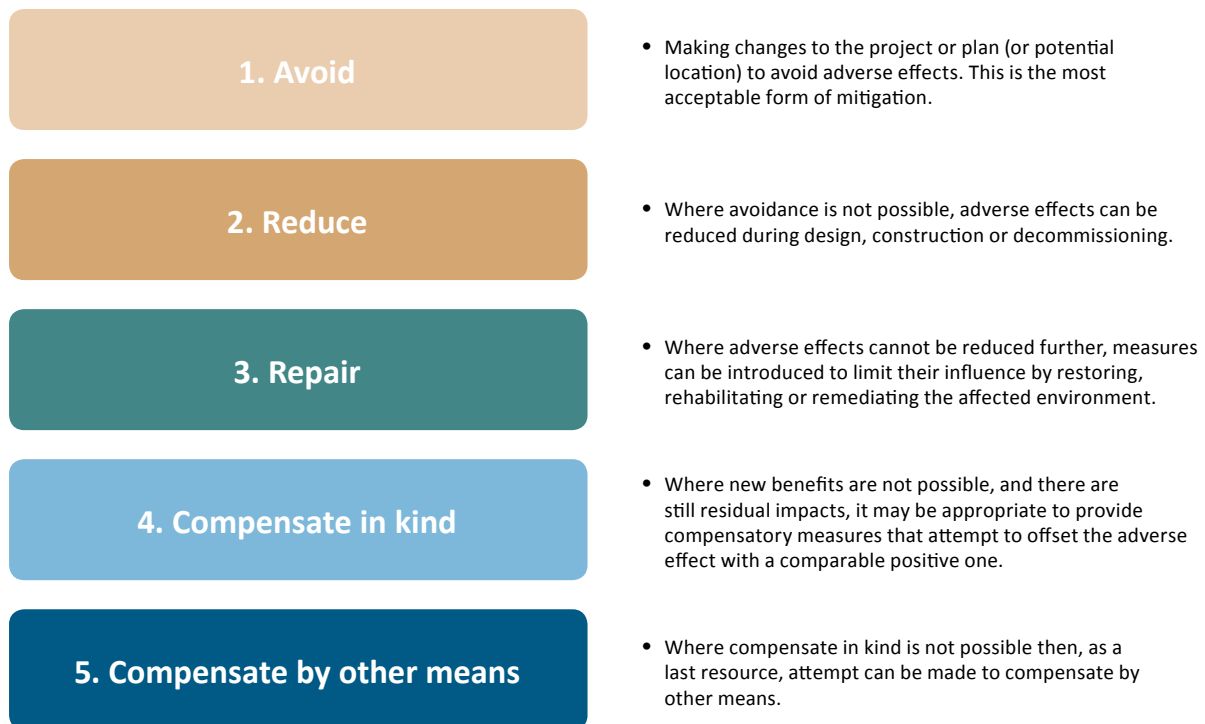 1. Avoid
• Making changes to the project or plan (or potential
location) to avoid adverse effects. This is the most
acceptable form of mitigation.
2. Reduce
• Where avoidance is not possible, adverse effects can be
reduced during design, construction or decommissioning.
3. Repair
• Where adverse effects cannot be reduced further, measures
can be introduced to limit their influence by restoring,
rehabilitating or remediating the affected environment.
4. Compensate in kind
• Where new benefits are not possible, and there are
still residual impacts, it may be appropriate to provide
compensatory measures that attempt to offset the adverse
effect with a comparable positive one.
5. Compensate by other means
• Where compensate in kind is not possible then, as a
last resource, attempt can be made to compensate by
other means.